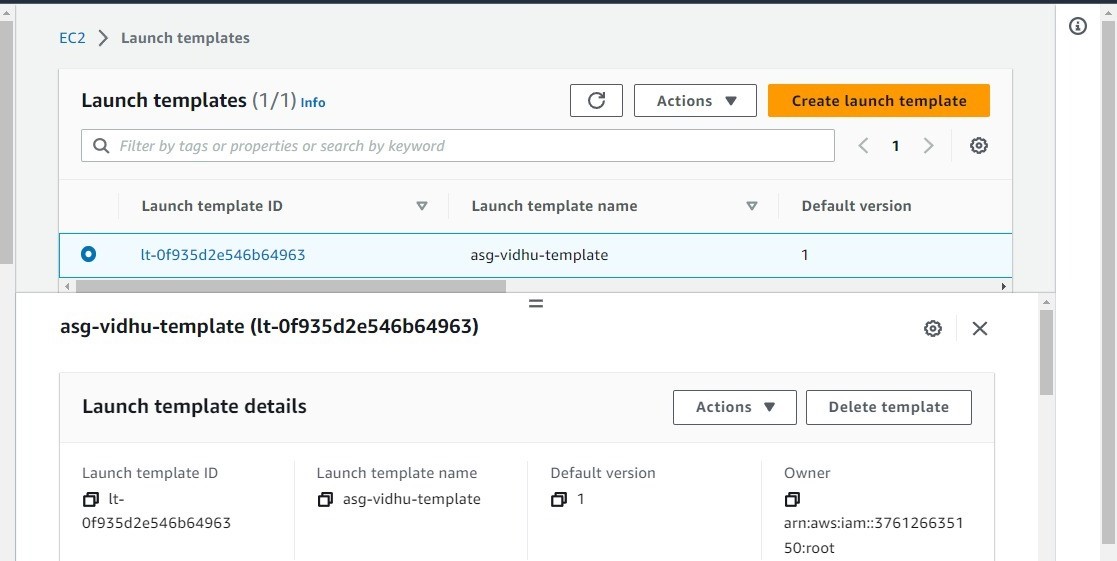 EC2 > Launch templates
Launch templates (1/1) Info
Actions
Create launch template
Filter by tags or properties or search by keyword
1
Launch template ID
Launch template name
Default version
lt-0f935d2e546b64963
asg-vidhu-template
1
asg-vidhu-template (lt-0f935d2e546b64963)
Launch template details
Actions
Delete template
Launch template ID
Launch template name
Default version
Owner
lt-
0f935d2e546b64963
asg-vidhu-template
1
arn:aws:iam::3761266351
50:root